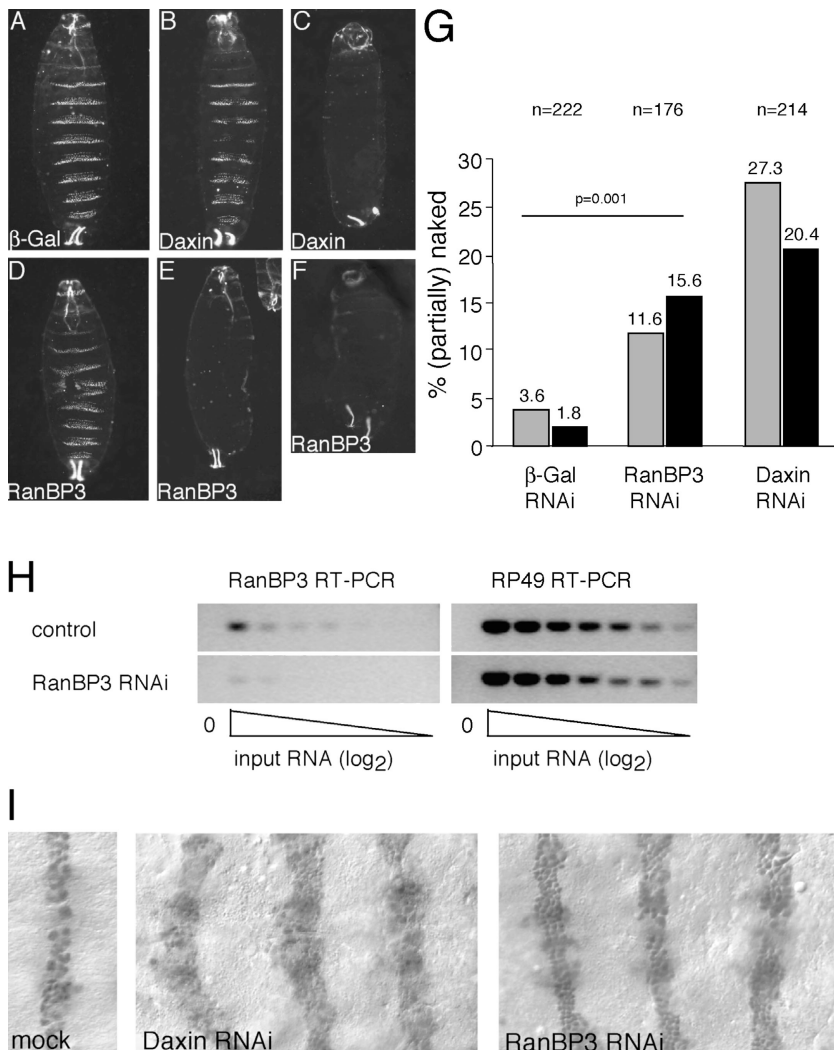 A
β-Gal
B
Daxin
C
Daxin
D
RanBP3
E
RanBP3
F
RanBP3
G
n=222 n=176 n=214
% (partially) naked
30
25
20
15
10
5
0
p=0.001
3.6
1.8
11.6
15.6
27.3
20.4
β-Gal
RNAi
RanBP3
RNAi
Daxin
RNAi
H
RanBP3 RT-PCR RP49 RT-PCR
control
RanBP3 RNAi
0 0
input RNA (log₂) input RNA (log₂)
I
mock
Daxin RNAi
RanBP3 RNAi